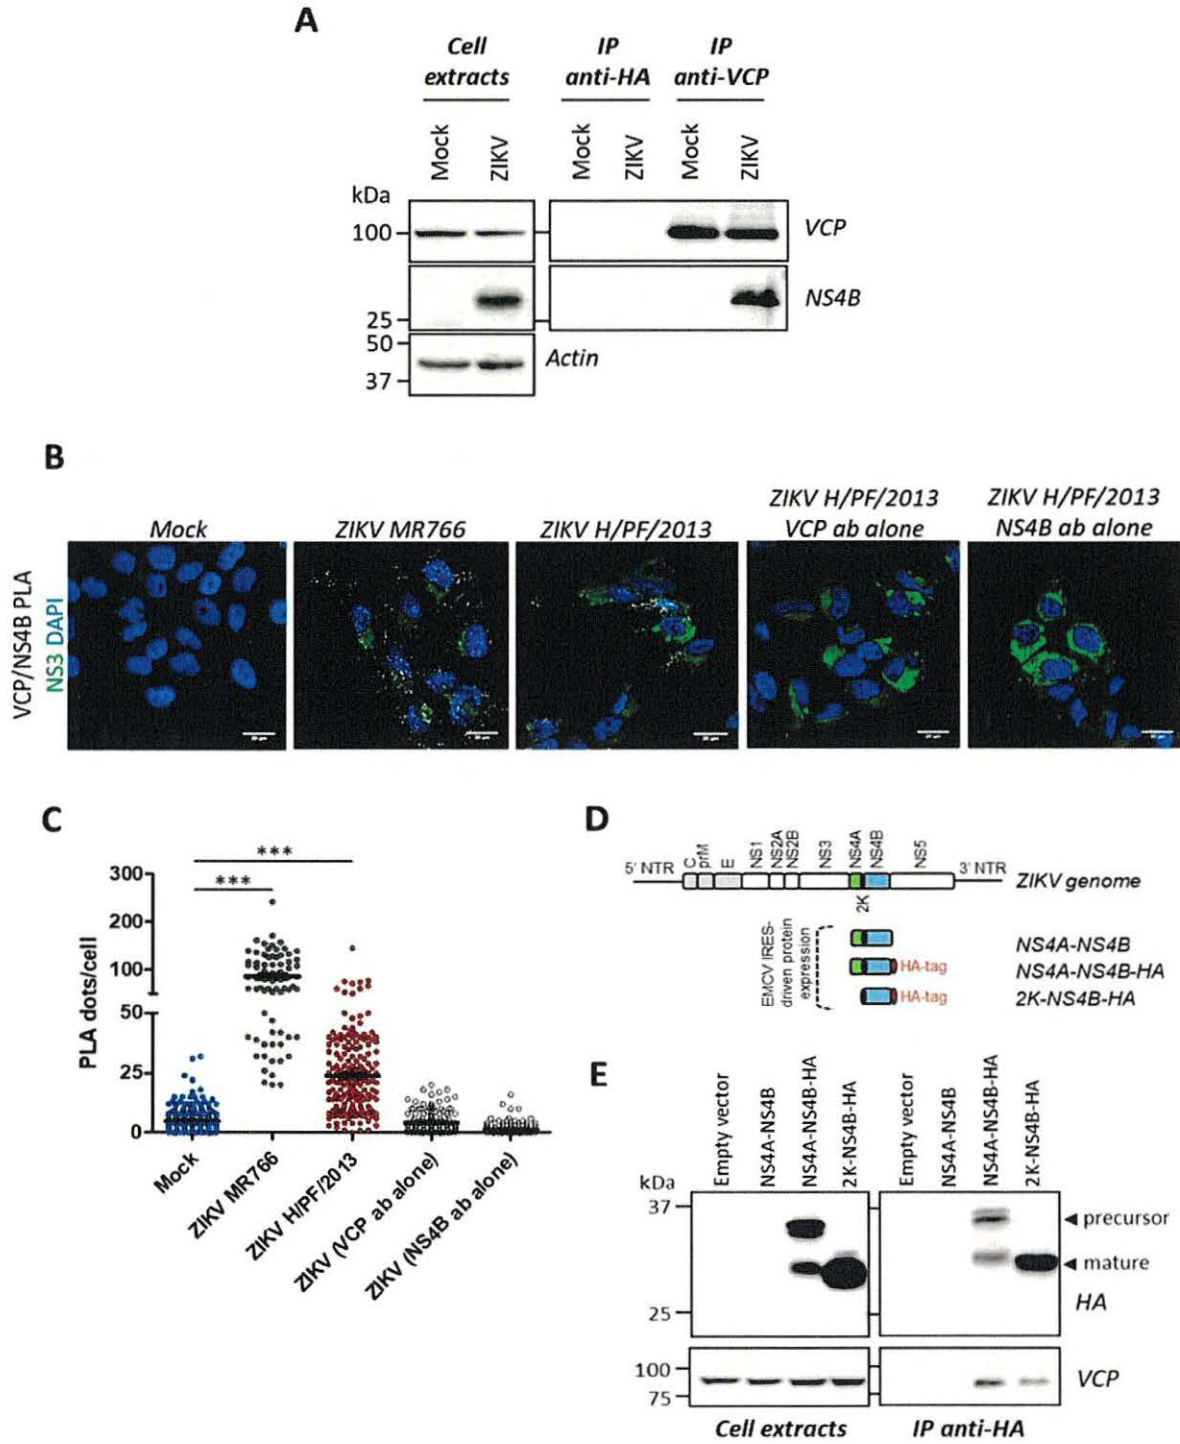 A
Cell extracts
IP anti-HA
IP anti-VCP
Mock
ZIKV
Mock
ZIKV
Mock
ZIKV
kDa
100
VCP
NS4B
25
50
Actin
37
B
Mock
ZIKV MR766
ZIKV H/PF/2013
ZIKV H/PF/2013
VCP ab alone
ZIKV H/PF/2013
NS4B ab alone
VCP/NS4B PLA
NS3 DAPI
C
***
***
PLA dots/cell
300
200
100
50
25
0
Mock
ZIKV MR766
ZIKV H/PF/2013
ZIKV (VCP ab alone)
ZIKV (NS4B ab alone)
D
5' NTR
C
prM
E
NS1
NS2A
NS2B
NS3
NS4A
NS4B
NS5
3' NTR
ZIKV genome
2K
EMCV IRES-
driven protein
expression
NS4A-NS4B
HA-tag
NS4A-NS4B-HA
HA-tag
2K-NS4B-HA
E
Empty vector
NS4A-NS4B
NS4A-NS4B-HA
2K-NS4B-HA
Empty vector
NS4A-NS4B
NS4A-NS4B-HA
2K-NS4B-HA
kDa
37
precursor
mature
HA
25
100
VCP
75
Cell extracts
IP anti-HA